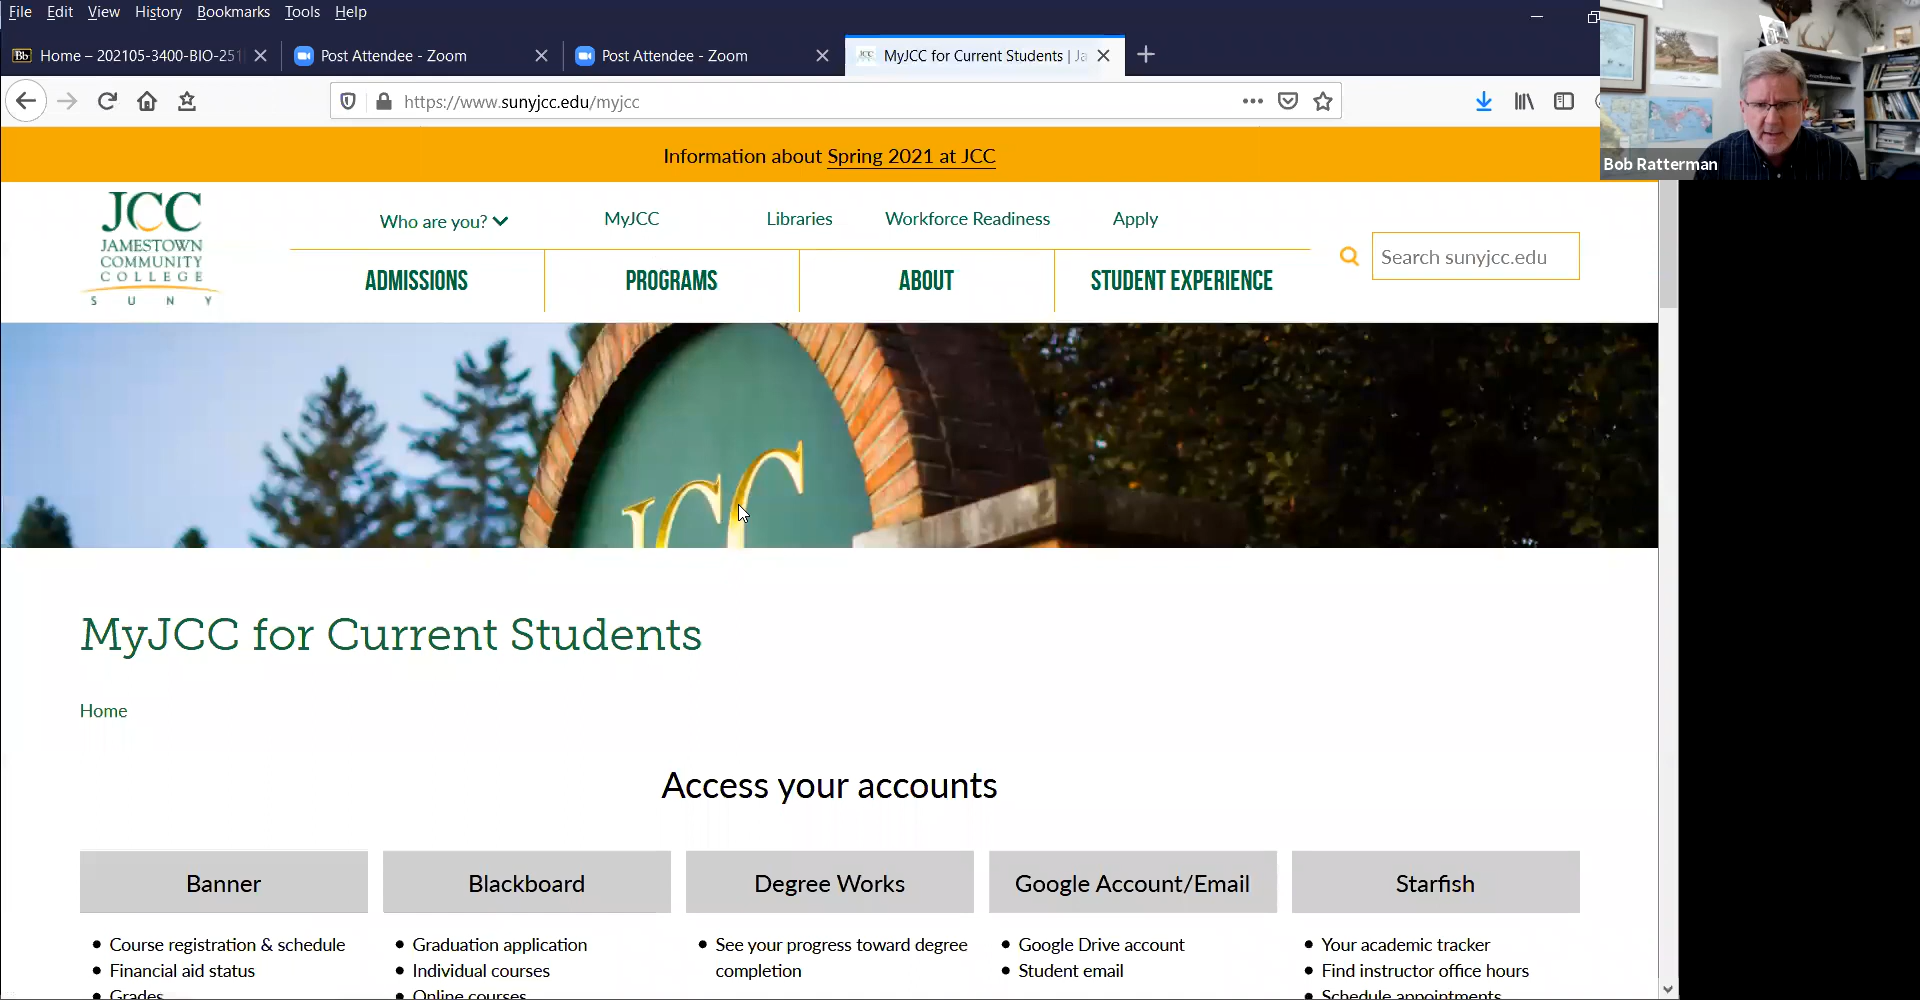 File Edit View History Bookmarks Tools Help
Home – 202105-3400-BIO-251
Post Attendee - Zoom
Post Attendee - Zoom
MyJCC for Current Students | Ja
https://www.sunyjcc.edu/myjcc
Bob Ratterman
Information about Spring 2021 at JCC
JCC
JAMESTOWN
COMMUNITY
COLLEGE
SUNY
Who are you? MyJCC Libraries Workforce Readiness Apply
ADMISSIONS PROGRAMS ABOUT STUDENT EXPERIENCE
Search sunyjcc.edu
JCC
MyJCC for Current Students
Home
Access your accounts
Banner
Course registration & schedule
Financial aid status
Grades
Blackboard
Graduation application
Individual courses
Online courses
Degree Works
See your progress toward degree
completion
Google Account/Email
Google Drive account
Student email
Starfish
Your academic tracker
Find instructor office hours
Schedule appointments